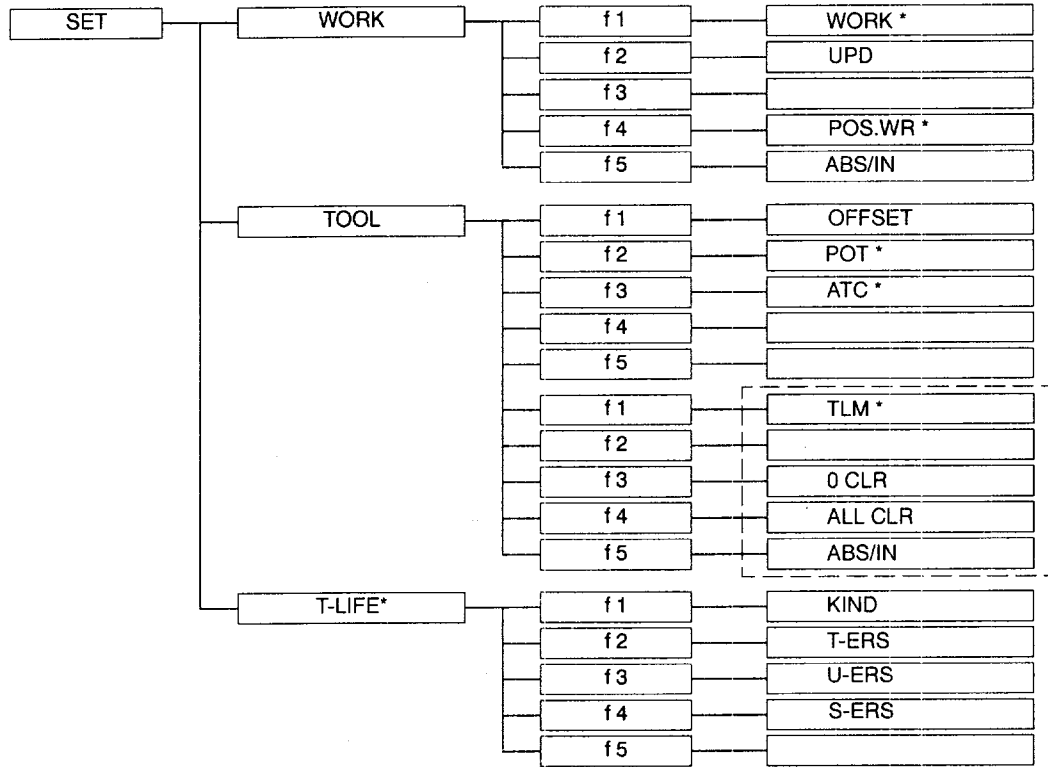 SET WORK f 1 WORK *
f 2 UPD
f 3
f 4 POS.WR *
f 5 ABS/IN
TOOL f 1 OFFSET
f 2 POT *
f 3 ATC *
f 4
f 5
f 1 TLM *
f 2
f 3 0 CLR
f 4 ALL CLR
f 5 ABS/IN
T-LIFE* f 1 KIND
f 2 T-ERS
f 3 U-ERS
f 4 S-ERS
f 5